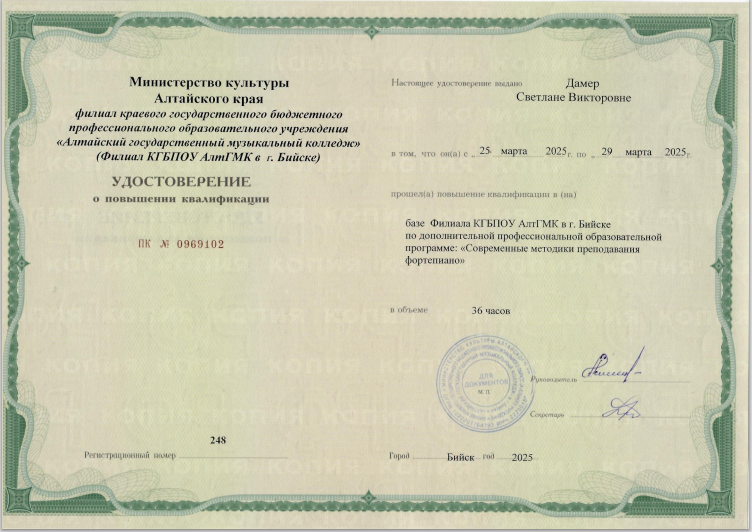 Министерство культуры
Алтайского края
филиал краевого государственного бюджетного
профессионального образовательного учреждения
«Алтайский государственный музыкальный колледж»
(Филиал КГБПОУ АлтГМК в г. Бийске)
УДОСТОВЕРЕНИЕ
о повышении квалификации
ПК № 0969102
248
Регистрационный номер
Настоящее удостоверение выдано Дамер
Светлане Викторовне
в том, что он(а) с „ 25 марта 2025 г. по „ 29 марта 2025 г.
прошел(а) повышение квалификации в (на)
базе Филиала КГБПОУ АлтГМК в г. Бийске
по дополнительной профессиональной образовательной
программе: «Современные методики преподавания
фортепиано»
в объеме 36 часов
ДЛЯ
ДОКУМЕНТОВ
М.П.
Руководитель
Секретарь
Город Бийск год 2025